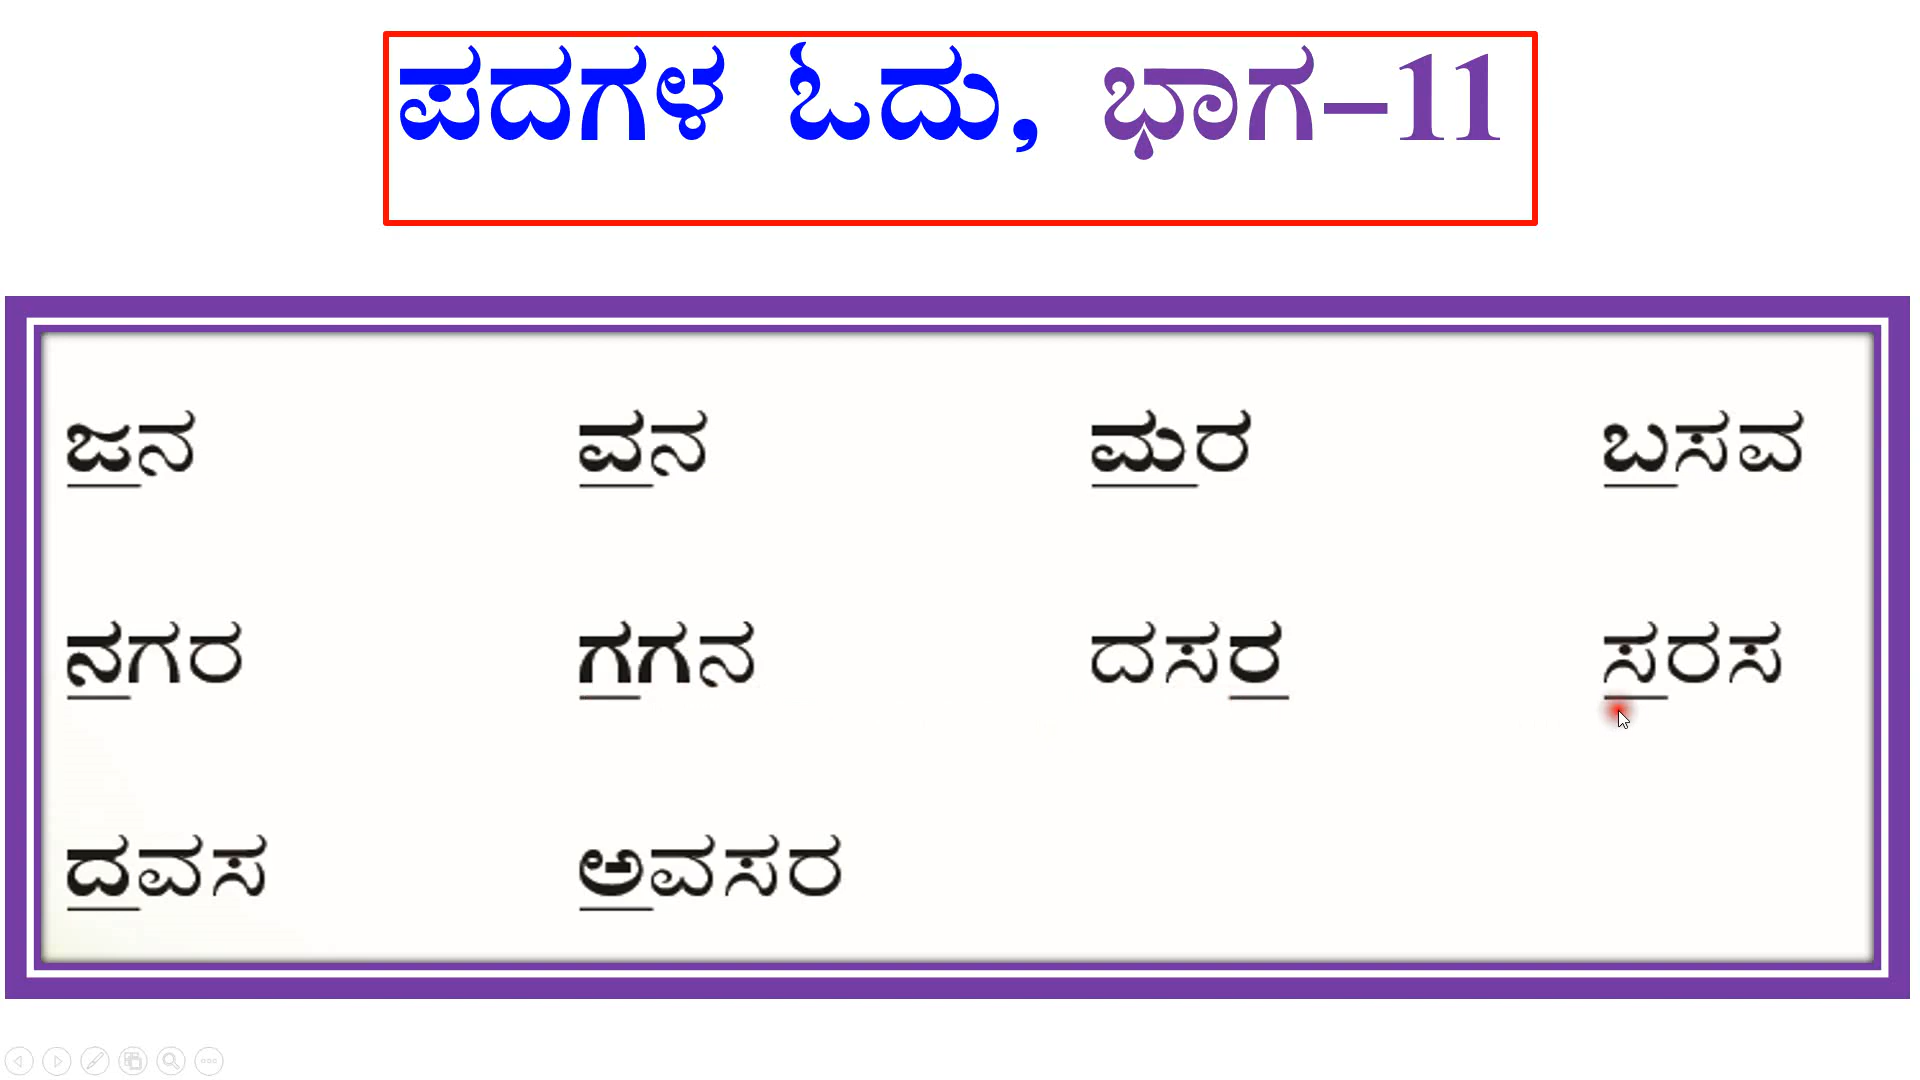 ಪದಗಳ ಓದು, ಭಾಗ-11
ಜನ ವನ ಮರ ಬಸವ
ನಗರ ಗಗನ ದಸರ ಸರಸ
ದವಸ ಅವಸರ